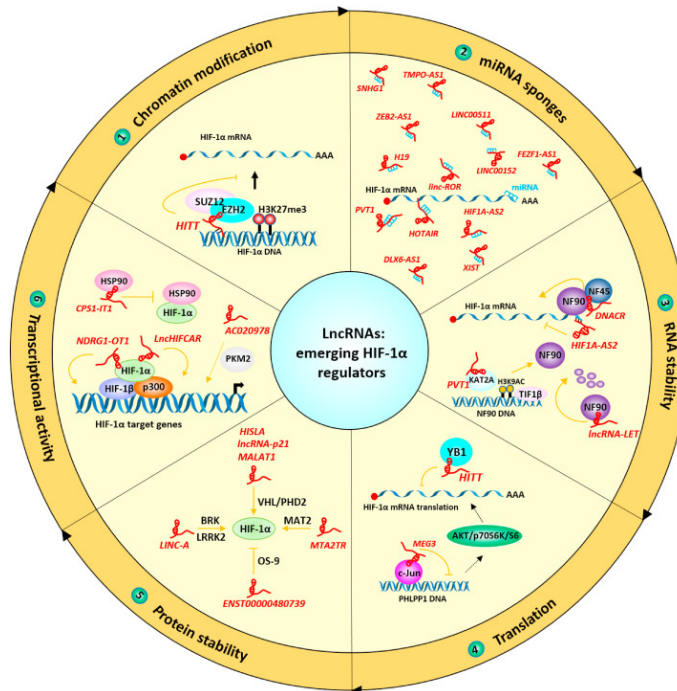 1 Chromatin modification
HIF-1α mRNA
AAA
SUZ12
EZH2
H3K27me3
HITT
HIF-1α DNA
2 miRNA sponges
SNHG1
TMPO-AS1
ZEB2-AS1
LINC00511
H19
linc-ROR
LINC00152
FEZF1-AS1
miRNA
HIF-1α mRNA
AAA
PVT1
HOTAIR
HIF1A-AS2
DLX6-AS1
XIST
3 RNA stability
NF45
NF90
DNACR
HIF-1α mRNA
HIF1A-AS2
NF90
PVT1
KAT2A
H3K9AC
TIF1β
NF90 DNA
NF90
lncRNA-LET
4 Translation
YB1
HITT
AAA
HIF-1α mRNA translation
AKT/p70S6K/S6
MEG3
c-Jun
PHLPP1 DNA
5 Protein stability
HISLA
lncRNA-p21
MALAT1
VHL/PHD2
BRK
LRRK2
HIF-1α
MAT2
LINC-A
MTA2TR
OS-9
ENST00000480739
6 Transcriptional activity
HSP90
HSP90
CPS1-IT1
HIF-1α
AC020978
NDRG1-OT1
LncHIFCAR
PKM2
HIF-1α
HIF-1β
p300
HIF-1α target genes
LncRNAs:
emerging HIF-1α
regulators